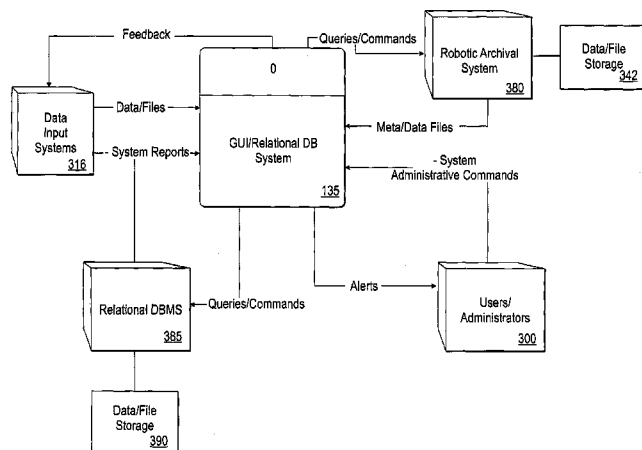 Feedback
Queries/Commands
0
Robotic Archival
System
380
Data/File
Storage
342
Data
Input
Systems
316
Data/Files
Meta/Data Files
System Reports
GUI/Relational DB
System
135
- System
Administrative Commands
Relational DBMS
385
Queries/Commands
Alerts
Users/
Administrators
300
Data/File
Storage
390